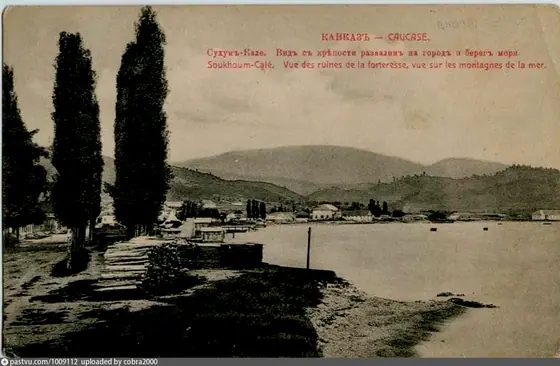 КАВКАЗЪ — CAUCASE.
Сухумъ-Кале. Видъ съ крѣпости развалинъ на городъ и берегъ моря
Soukhoum-Calé. Vue des ruines de la forteresse, vue sur les montagnes de la mer.
pastvu.com/1009112 uploaded by cobra2000